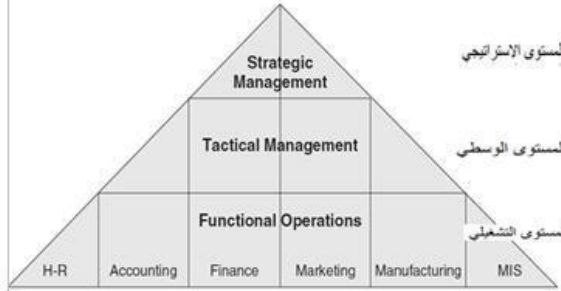 Strategic
Management
لمستوى الاستراتيجي
Tactical Management
لمستوى الوسطي
Functional Operations
مستوى التشغيلي
H-R
Accounting
Finance
Marketing
Manufacturing
MIS